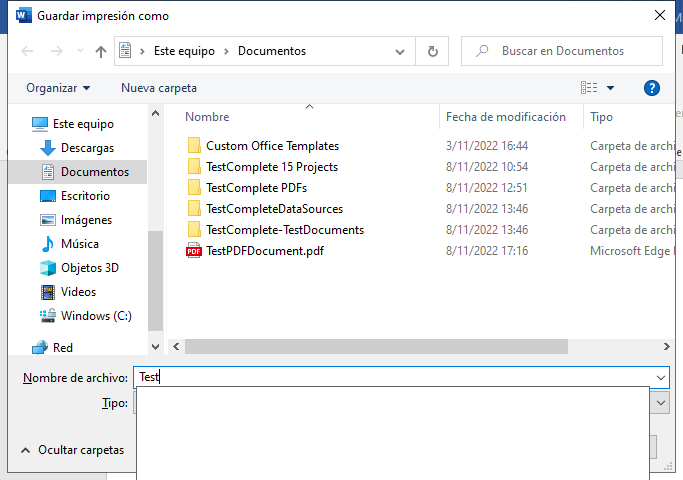 Guardar impresión como
Este equipo > Documentos
Buscar en Documentos
Organizar
Nueva carpeta
Este equipo
Descargas
Documentos
Escritorio
Imágenes
Música
Objetos 3D
Videos
Windows (C:)
Red
Nombre Fecha de modificación Tipo
Custom Office Templates 3/11/2022 16:44 Carpeta de archi
TestComplete 15 Projects 8/11/2022 10:54 Carpeta de archi
TestComplete PDFs 8/11/2022 12:51 Carpeta de archi
TestCompleteDataSources 8/11/2022 13:46 Carpeta de archi
TestComplete-TestDocuments 8/11/2022 13:46 Carpeta de archi
TestPDFDocument.pdf 8/11/2022 17:16 Microsoft Edge
Nombre de archivo: Test
Tipo:
Ocultar carpetas